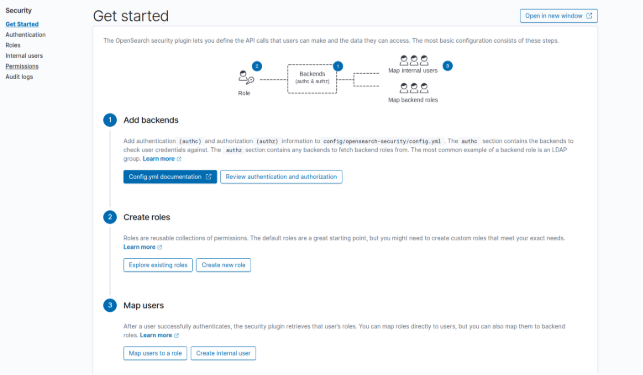 Security
Get Started
Authentication
Roles
Internal users
Permissions
Audit logs
Get started
Open in new window
The OpenSearch security plugin lets you define the API calls that users can make and the data they can access. The most basic configuration consists of these steps.
2
Role
Backends
(authc & authz)
1
Map internal users
3
Map backend roles
1 Add backends
Add authentication (authc) and authorization (authz) information to config/opensearch-security/config.yml . The authc section contains the backends to
check user credentials against. The authz section contains any backends to fetch backend roles from. The most common example of a backend role is an LDAP
group. Learn more
Config.yml documentation
Review authentication and authorization
2 Create roles
Roles are reusable collections of permissions. The default roles are a great starting point, but you might need to create custom roles that meet your exact needs.
Learn more
Explore existing roles
Create new role
3 Map users
After a user successfully authenticates, the security plugin retrieves that user's roles. You can map roles directly to users, but you can also map them to backend
roles. Learn more
Map users to a role
Create internal user